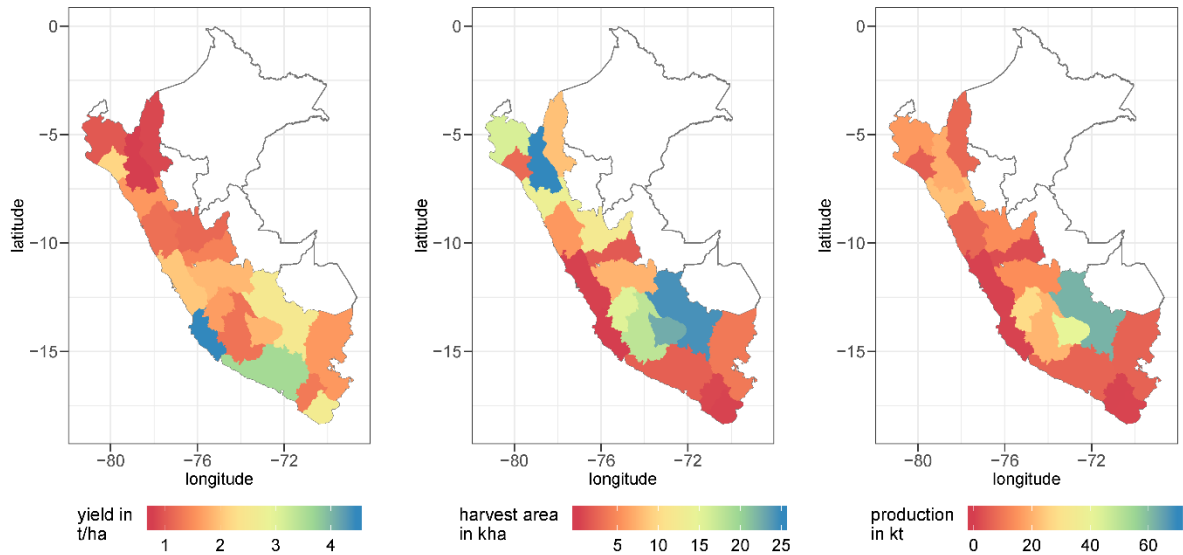 0
−5
−10
−15
latitude
−80 −76 −72
longitude
yield in
t/ha
1 2 3 4
0
−5
−10
−15
latitude
−80 −76 −72
longitude
harvest area
in kha
5 10 15 20 25
0
−5
−10
−15
latitude
−80 −76 −72
longitude
production
in kt
0 20 40 60